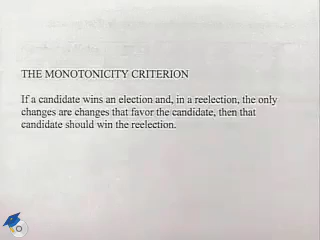 THE MONOTONICITY CRITERION
If a candidate wins an election and, in a reelection, the only
changes are changes that favor the candidate, then that
candidate should win the reelection.